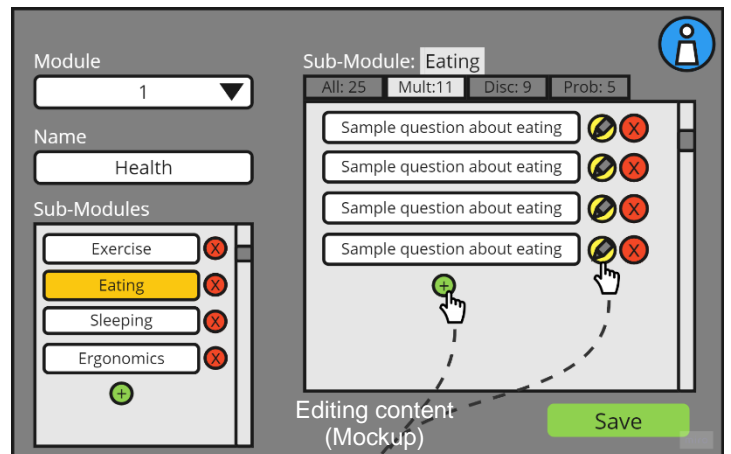 Module
1
Name
Health
Sub-Modules
Exercise X
Eating X
Sleeping X
Ergonomics X
+
Sub-Module: Eating
All: 25 Mult:11 Disc: 9 Prob: 5
Sample question about eating X
Sample question about eating X
Sample question about eating X
Sample question about eating X
+
Editing content
(Mockup)
Save